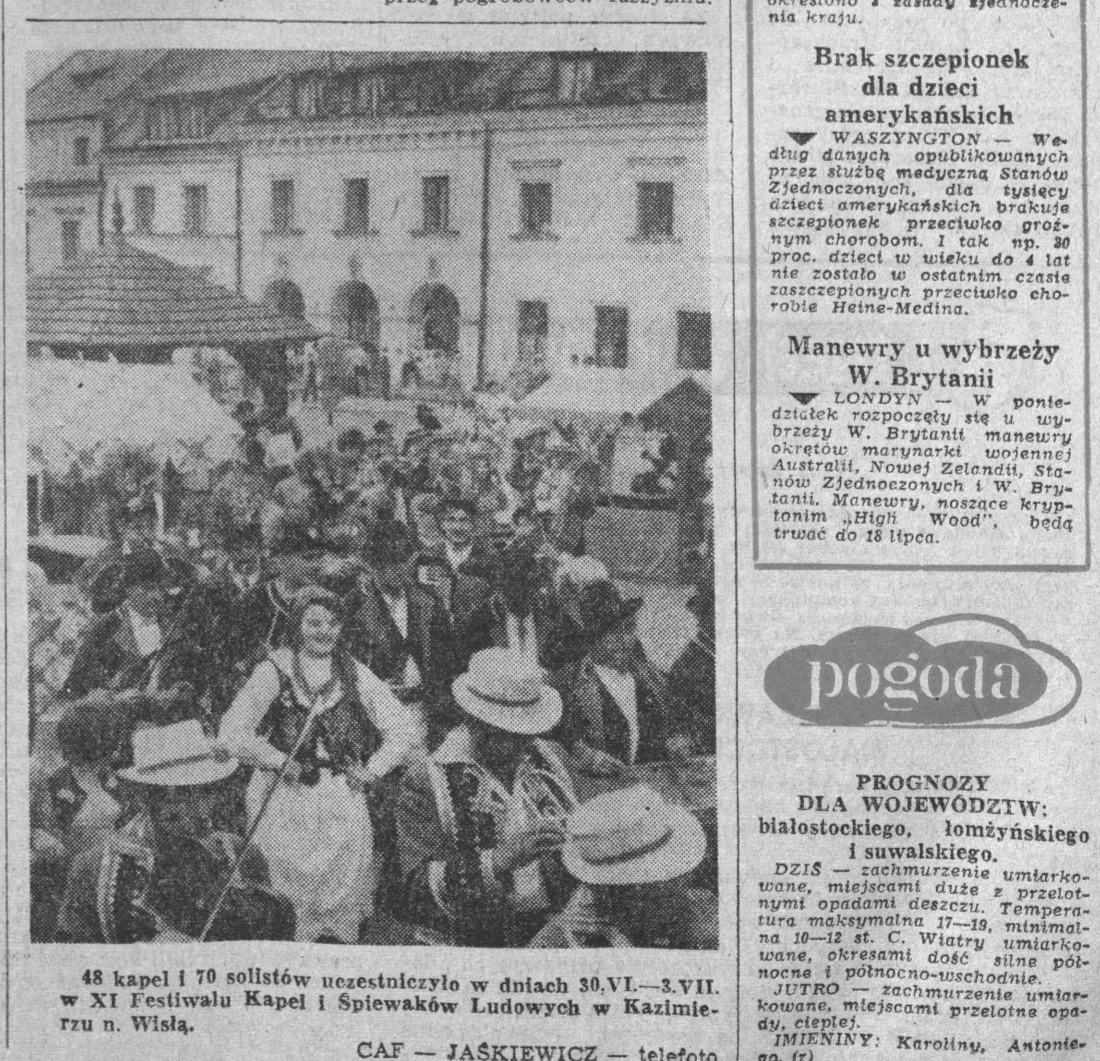 48 kapel i 70 solistów uczestniczyło w dniach 30.VI.—3.VII.
w XI Festiwalu Kapel i Śpiewaków Ludowych w Kazimie-
rzu n. Wisłą.
CAF — JAŚKIEWICZ — telefoto
nia kraju.
Brak szczepionek
dla dzieci
amerykańskich
WASZYNGTON — We-
dług danych opublikowanych
przez służbę medyczną Stanów
Zjednoczonych, dla tysięcy
dzieci amerykańskich brakuje
szczepionek przeciwko groź-
nym chorobom. I tak np. 30
proc. dzieci w wieku do 4 lat
nie zostało w ostatnim czasie
zaszczepionych przeciwko cho-
robie Heine-Medina.
Manewry u wybrzeży
W. Brytanii
LONDYN — W ponie-
działek rozpoczęły się u wy-
brzeży W. Brytanii manewry
okrętów marynarki wojennej
Australii, Nowej Zelandii, Sta-
nów Zjednoczonych i W. Bry-
tanii. Manewry, noszące kryp-
tonim „High Wood”, będą
trwać do 18 lipca.
pogoda
PROGNOZY
DLA WOJEWÓDZTW:
białostockiego, łomżyńskiego
i suwalskiego.
DZIŚ — zachmurzenie umiarko-
wane, miejscami duże z przelot-
nymi opadami deszczu. Tempera-
tura maksymalna 17—19, minimal-
na 10—12 st. C. Wiatry umiarko-
wane, okresami dość silne pół-
nocne i północno-wschodnie.
JUTRO — zachmurzenie umiar-
kowane, miejscami przelotne opa-
dy, cieplej.
IMIENINY: Karoliny, Antonie-
go. (r)